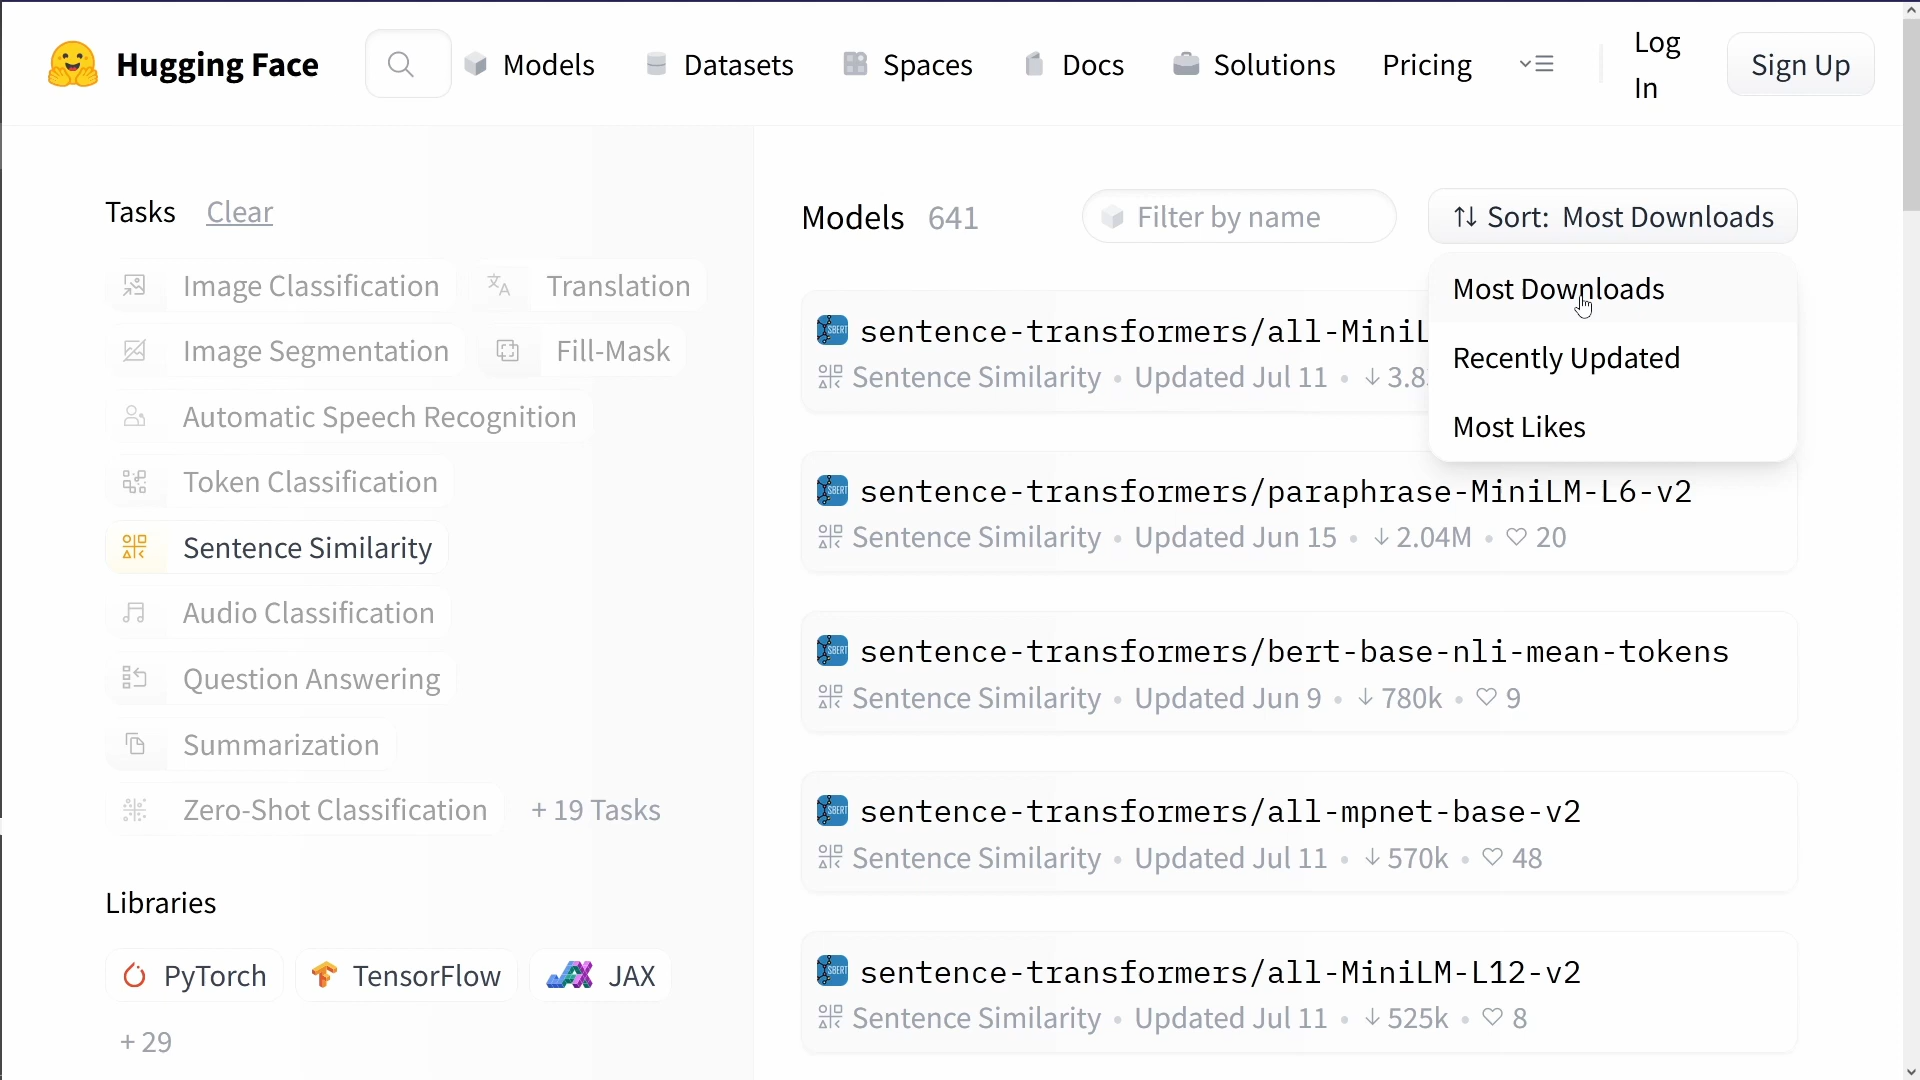 Hugging Face
Models
Datasets
Spaces
Docs
Solutions
Pricing
Log
In
Sign Up
Tasks Clear
Image Classification
Translation
Image Segmentation
Fill-Mask
Automatic Speech Recognition
Token Classification
Sentence Similarity
Audio Classification
Question Answering
Summarization
Zero-Shot Classification
+ 19 Tasks
Libraries
PyTorch
TensorFlow
JAX
+ 29
Models 641
Filter by name
Sort: Most Downloads
Most Downloads
Recently Updated
Most Likes
sentence-transformers/all-MiniL
Sentence Similarity • Updated Jul 11 • ↓ 3.8
sentence-transformers/paraphrase-MiniLM-L6-v2
Sentence Similarity • Updated Jun 15 • ↓ 2.04M • ♡ 20
sentence-transformers/bert-base-nli-mean-tokens
Sentence Similarity • Updated Jun 9 • ↓ 780k • ♡ 9
sentence-transformers/all-mpnet-base-v2
Sentence Similarity • Updated Jul 11 • ↓ 570k • ♡ 48
sentence-transformers/all-MiniLM-L12-v2
Sentence Similarity • Updated Jul 11 • ↓ 525k • ♡ 8